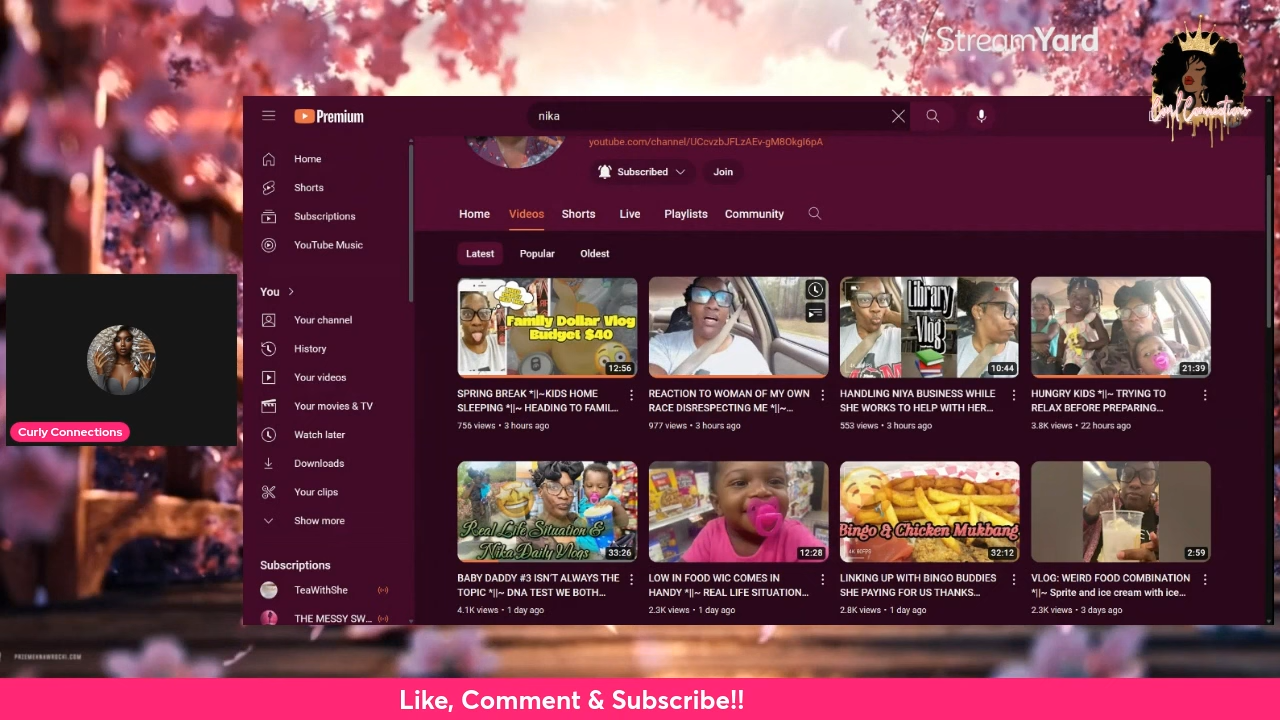 StreamYard
Curl Connections
Premium
nika
youtube.com/channel/UCcvzbJFLzAEv-gM8OkgI6pA
Subscribed
Join
Home
Videos
Shorts
Live
Playlists
Community
Latest
Popular
Oldest
Home
Shorts
Subscriptions
YouTube Music
You
Your channel
History
Your videos
Your movies & TV
Watch later
Downloads
Your clips
Show more
Subscriptions
TeaWithShe
THE MESSY SW...
Family Dollar Vlog
Budget $40
12:56
SPRING BREAK *||~KIDS HOME
SLEEPING *||~ HEADING TO FAMIL...
756 views • 3 hours ago
REACTION TO WOMAN OF MY OWN
RACE DISRESPECTING ME *||~...
977 views • 3 hours ago
Library
Vlog
10:44
HANDLING NIYA BUSINESS WHILE
SHE WORKS TO HELP WITH HER...
553 views • 3 hours ago
21:39
HUNGRY KIDS *||~ TRYING TO
RELAX BEFORE PREPARING...
3.8K views • 22 hours ago
Real Life Situation &
Nika Daily Vlogs
33:26
BABY DADDY #3 ISN'T ALWAYS THE
TOPIC *||~ DNA TEST WE BOTH...
4.1K views • 1 day ago
12:28
LOW IN FOOD WIC COMES IN
HANDY *||~ REAL LIFE SITUATION...
2.3K views • 1 day ago
Bingo & Chicken Mukbang
4K 60FPS
32:12
LINKING UP WITH BINGO BUDDIES
SHE PAYING FOR US THANKS...
2.8K views • 1 day ago
2:59
VLOG: WEIRD FOOD COMBINATION
*||~ Sprite and ice cream with ice...
2.3K views • 3 days ago
Curly Connections
Like, Comment & Subscribe!!